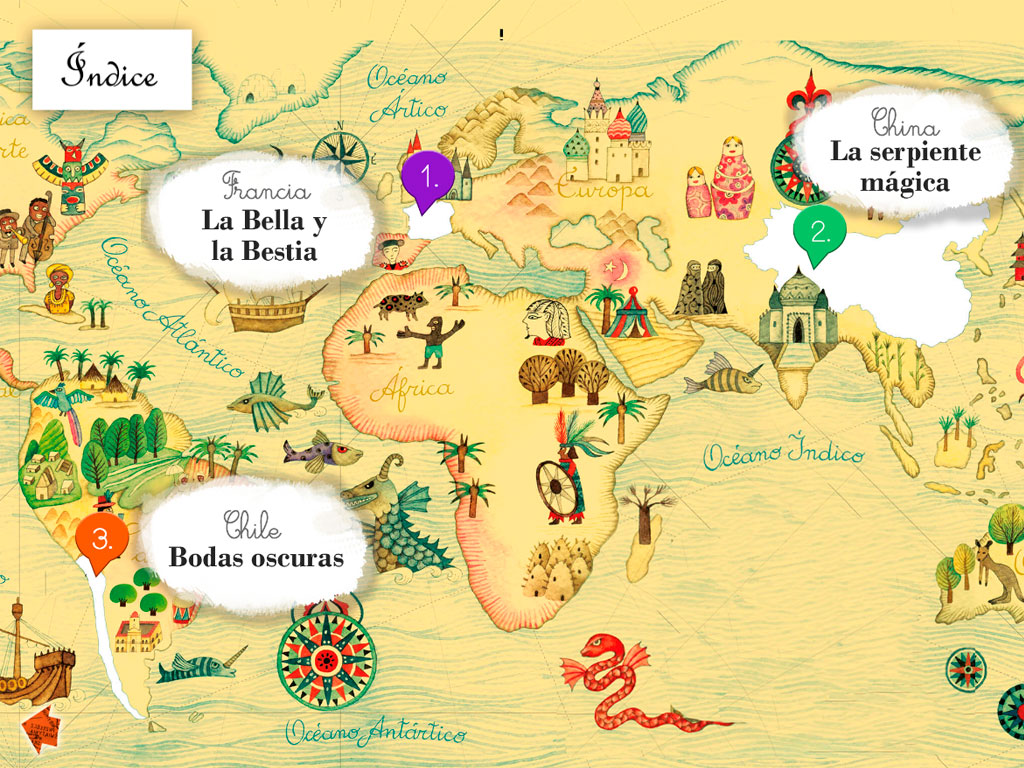 Índice
!
Océano
Ártico
China
La serpiente
mágica
Francia
La Bella y
la Bestia
1.
Europa
2.
Océano Atlántico
África
Océano Índico
Chile
Bodas oscuras
3.
Océano Antártico